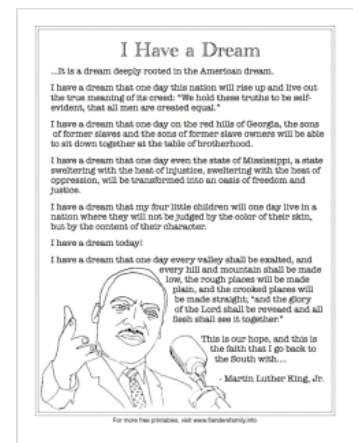 I Have a Dream
...It is a dream deeply rooted in the American dream.
I have a dream that one day this nation will rise up and live out
the true meaning of its creed: "We hold these truths to be self-
evident, that all men are created equal."
I have a dream that one day on the red hills of Georgia, the sons
of former slaves and the sons of former slave owners will be able
to sit down together at the table of brotherhood.
I have a dream that one day even the state of Mississippi, a state
sweltering with the heat of injustice, sweltering with the heat of
oppression, will be transformed into an oasis of freedom and
justice.
I have a dream that my four little children will one day live in a
nation where they will not be judged by the color of their skin,
but by the content of their character.
I have a dream today!
I have a dream that one day every valley shall be exalted, and
every hill and mountain shall be made
low, the rough places will be made
plain, and the crooked places will
be made straight; "and the glory
of the Lord shall be revealed and all
flesh shall see it together."
This is our hope, and this is
the faith that I go back to
the South with....
- Martin Luther King, Jr.
For more free printables, visit www.flandersfamily.info